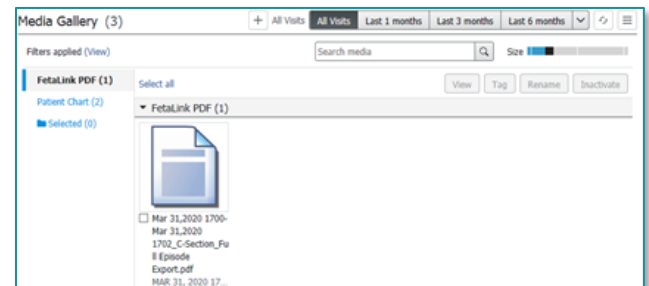 Media Gallery (3)
+ All Visits All Visits Last 1 months Last 3 months Last 6 months
Filters applied (View)
Search media
Size
FetaLink PDF (1)
Select all
View Tag Rename Inactivate
Patient Chart (2)
FetaLink PDF (1)
Selected (0)
Mar 31,2020 1700-
Mar 31,2020
1702_C-Section_Fu
ll Episode
Export.pdf
MAR 31, 2020 17...